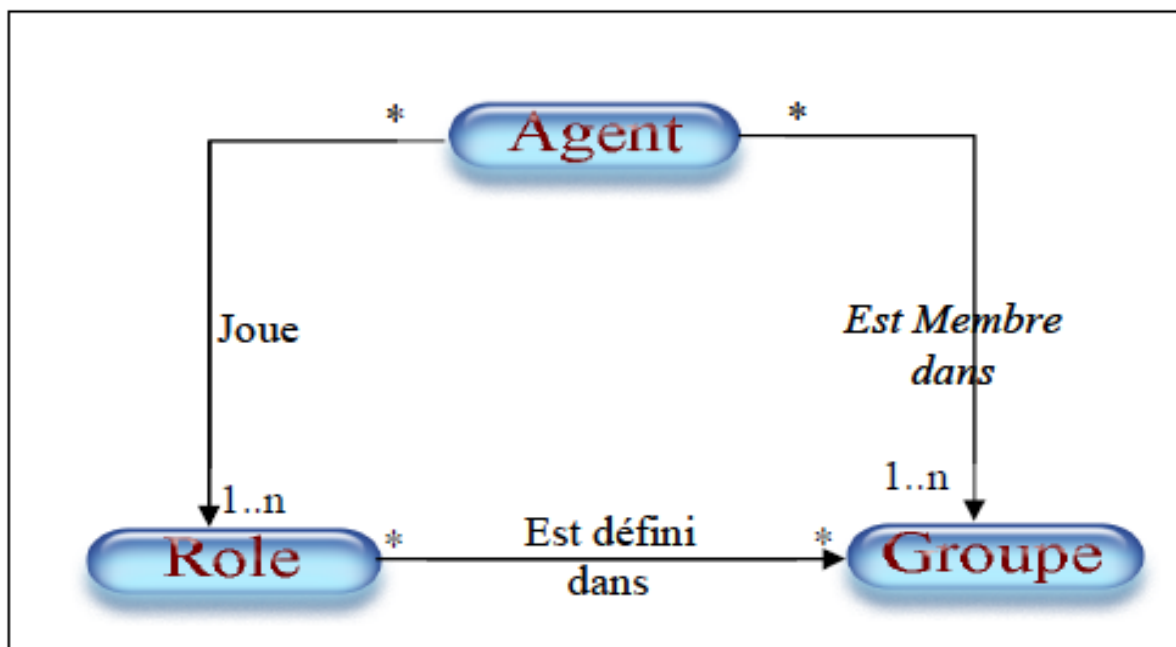 * Agent *
Joue
Est Membre
dans
1..n
1..n
Role * Est défini * Groupe
dans